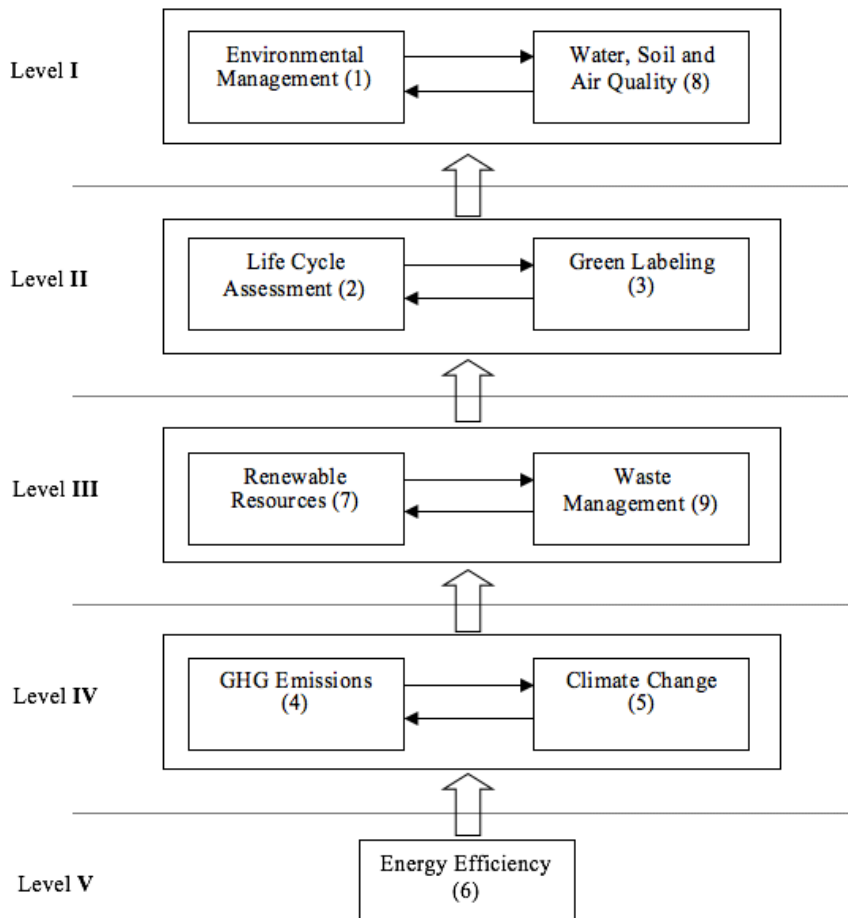 Level I
Environmental
Management (1)
Water, Soil and
Air Quality (8)
Level II
Life Cycle
Assessment (2)
Green Labeling
(3)
Level III
Renewable
Resources (7)
Waste
Management (9)
Level IV
GHG Emissions
(4)
Climate Change
(5)
Level V
Energy Efficiency
(6)